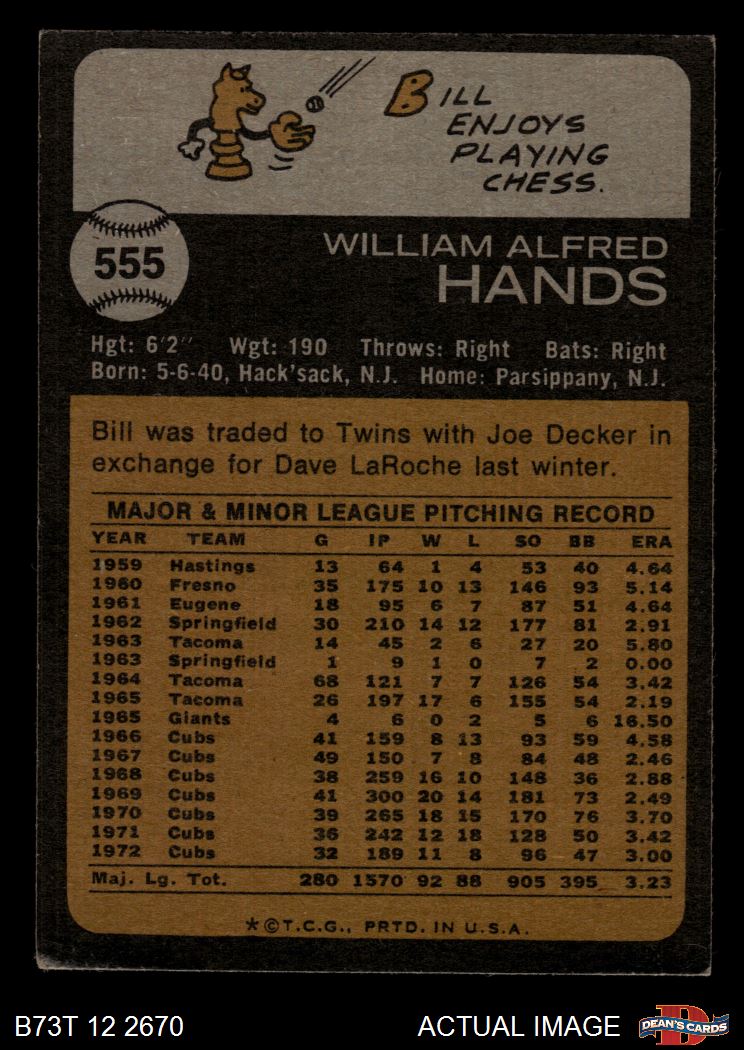 BILL
ENJOYS
PLAYING
CHESS.
555
WILLIAM ALFRED
HANDS
Hgt: 6'2" Wgt: 190 Throws: Right Bats: Right
Born: 5-6-40, Hack'sack, N.J. Home: Parsippany, N.J.
Bill was traded to Twins with Joe Decker in
exchange for Dave LaRoche last winter.
MAJOR & MINOR LEAGUE PITCHING RECORD
YEAR TEAM G IP W L SO BB ERA
1959 Hastings 13 64 1 4 53 40 4.64
1960 Fresno 35 175 10 13 146 93 5.14
1961 Eugene 18 95 6 7 87 51 4.64
1962 Springfield 30 210 14 12 177 81 2.91
1963 Tacoma 14 45 2 6 27 20 5.80
1963 Springfield 1 9 1 0 7 2 0.00
1964 Tacoma 68 121 7 7 126 54 3.42
1965 Tacoma 26 197 17 6 155 54 2.19
1965 Giants 4 6 0 2 5 6 16.50
1966 Cubs 41 159 8 13 93 59 4.58
1967 Cubs 49 150 7 8 84 48 2.46
1968 Cubs 38 259 16 10 148 36 2.88
1969 Cubs 41 300 20 14 181 73 2.49
1970 Cubs 39 265 18 15 170 76 3.70
1971 Cubs 36 242 12 18 128 50 3.42
1972 Cubs 32 189 11 8 96 47 3.00
Maj. Lg. Tot. 280 1570 92 88 905 395 3.23
*©T.C.G., PRTD. IN U.S.A.
B73T 12 2670 ACTUAL IMAGE
DEAN'S CARDS